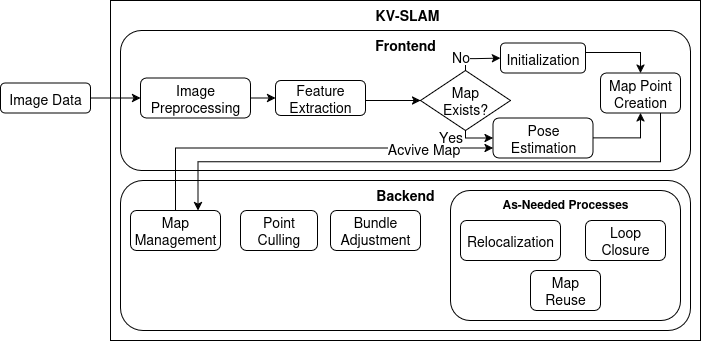 KV-SLAM
Frontend
Image Data
Image
Preprocessing
Feature
Extraction
Map
Exists?
No
Initialization
Yes
Pose
Estimation
Map Point
Creation
Acvive Map
Backend
Map
Management
Point
Culling
Bundle
Adjustment
As-Needed Processes
Relocalization
Loop
Closure
Map
Reuse